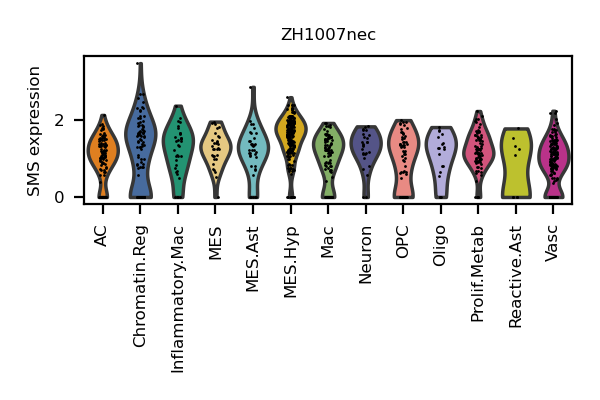 ZH1007nec
SMS expression
2
0
AC
Chromatin.Reg
Inflammatory.Mac
MES
MES.Ast
MES.Hyp
Mac
Neuron
OPC
Oligo
Prolif.Metab
Reactive.Ast
Vasc